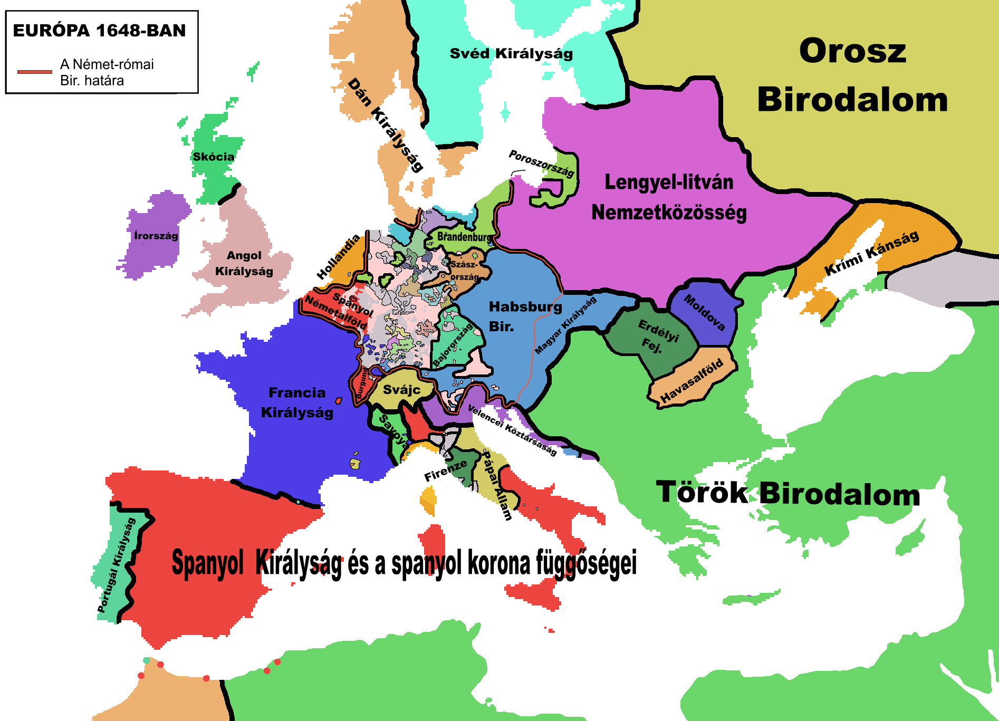 EURÓPA 1648-BAN
A Német-római
Bir. határa
Svéd Királyság
Orosz
Birodalom
Dán Királyság
Skócia
Poroszország
Lengyel-litván
Nemzetközösség
Írország
Angol
Királyság
Hollandia
Brandenburg
Krími Kánság
Szász-
ország
Spanyol
Németalföld
Habsburg
Bir.
Magyar Királyság
Moldova
Erdélyi
Fej.
Bajorország
Havasalföld
Burgund
Svájc
Francia
Királyság
Savoya
Velencei Köztársaság
Firenze
Pápai Állam
Török Birodalom
Portugál Királyság
Spanyol Királyság és a spanyol korona függőségei